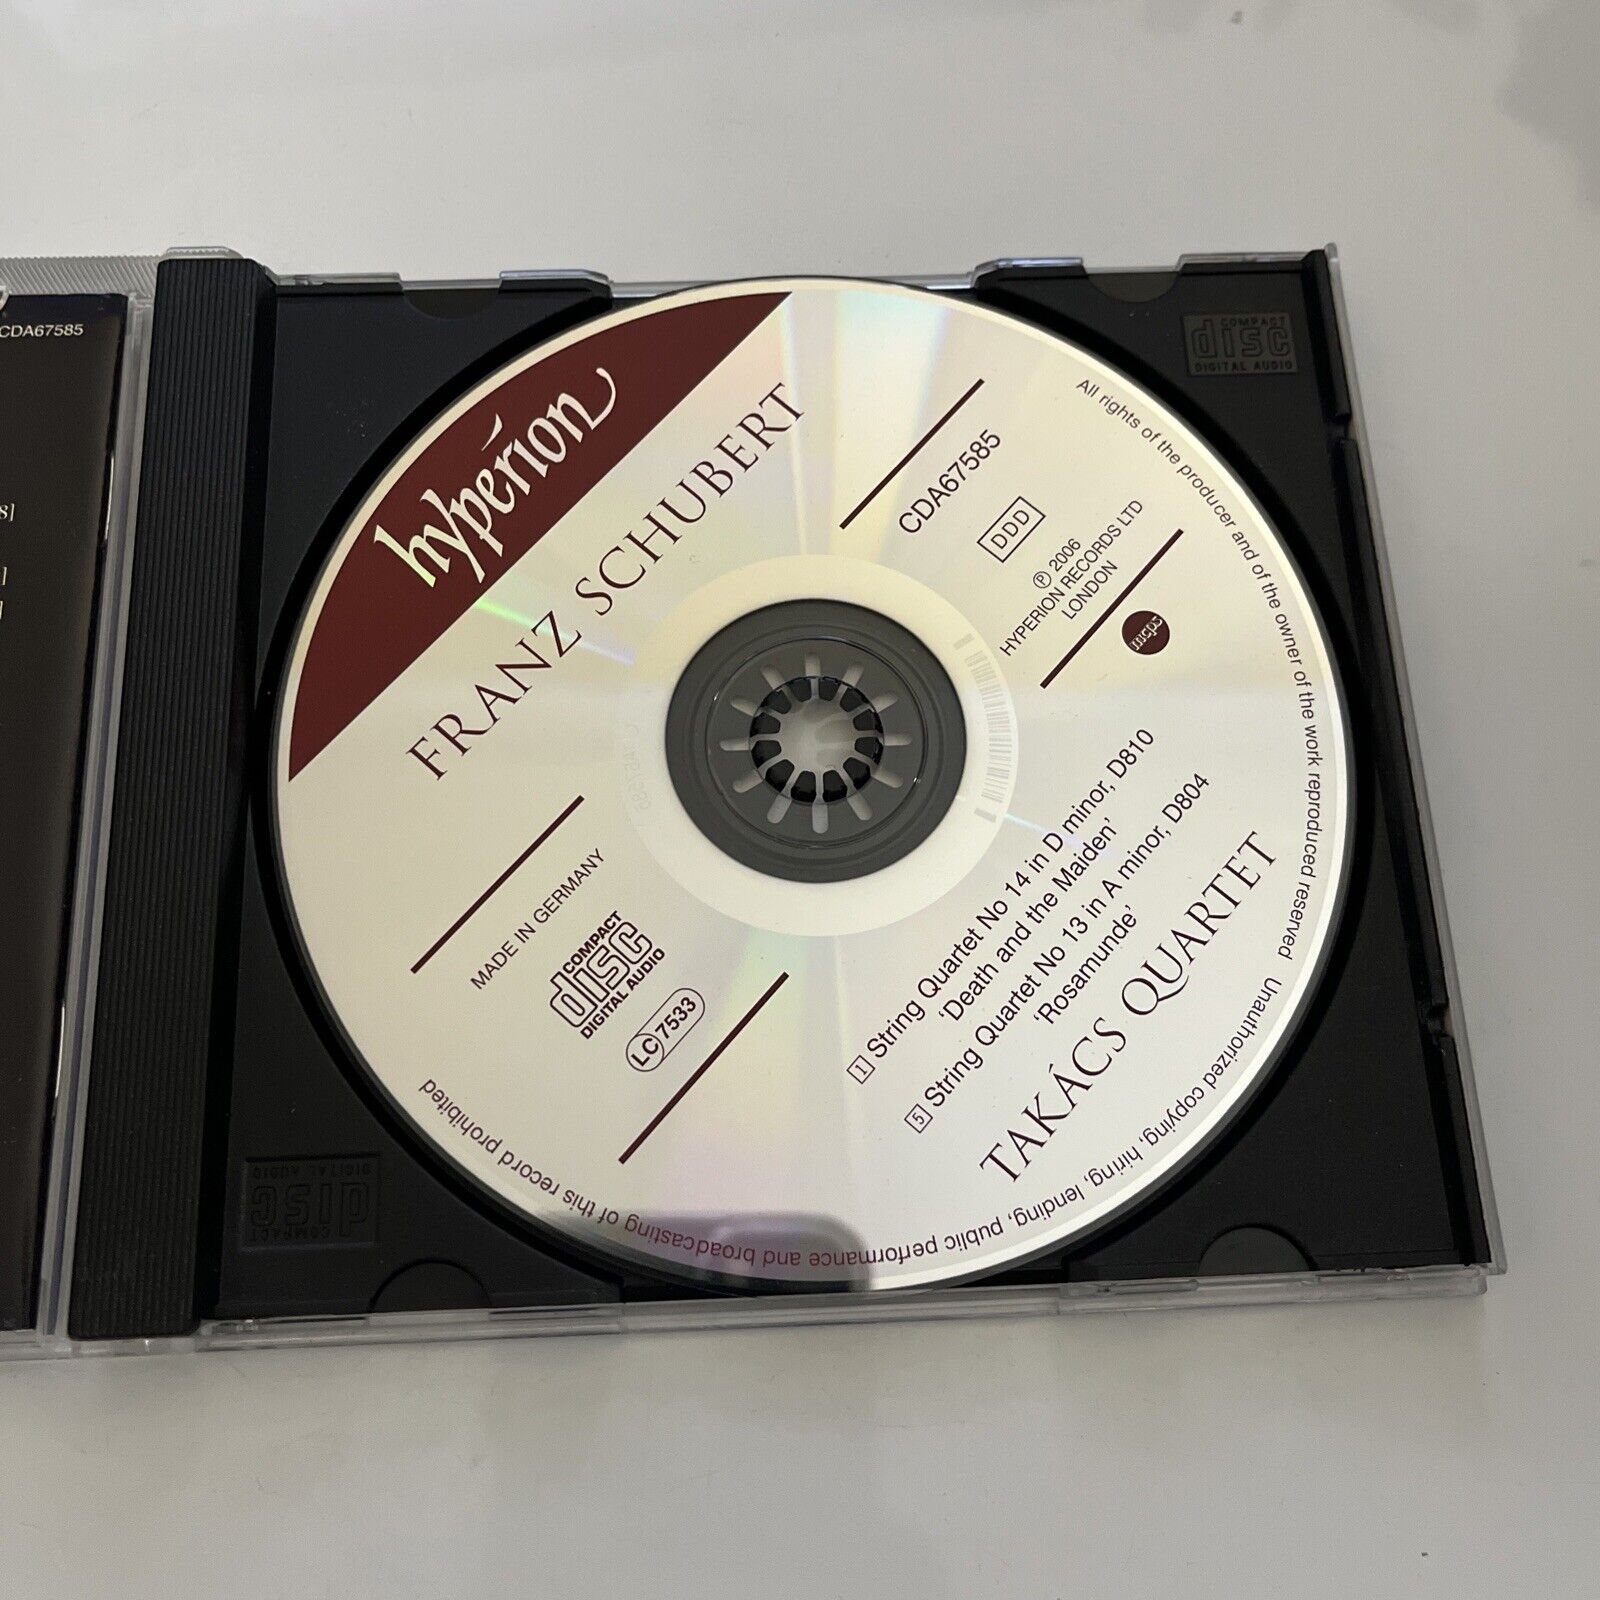 CDA67585
8]
]
]
hyperion
FRANZ SCHUBERT
CDA67585
DDD
℗ 2006
HYPERION RECORDS LTD
LONDON
mcps
MADE IN GERMANY
COMPACT
disc
DIGITAL AUDIO
LC 7533
1 String Quartet No 14 in D minor, D810
‘Death and the Maiden’
5 String Quartet No 13 in A minor, D804
‘Rosamunde’
TAKÁCS QUARTET
All rights of the producer and of the owner of the work reproduced reserved Unauthorized copying, hiring, lending, public performance and broadcasting of this record prohibited
COMPACT
disc
DIGITAL AUDIO
COMPACT
disc
DIGITAL AUDIO